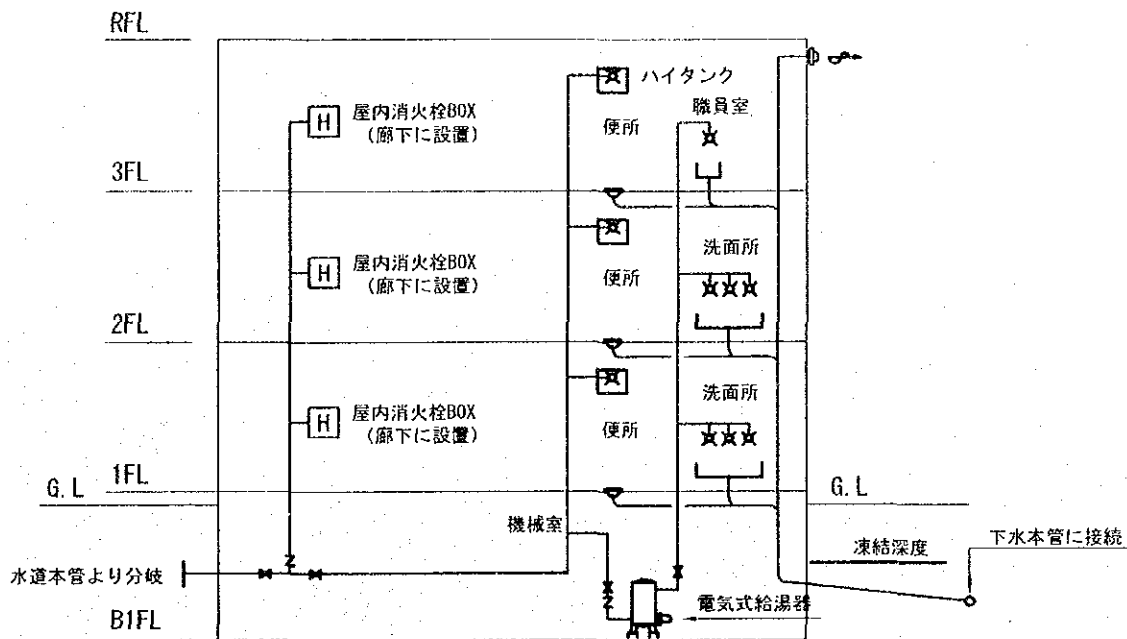 RFL
ハイタンク
職員室
H
屋内消火栓BOX
(廊下に設置)
便所
3FL
洗面所
H
屋内消火栓BOX
(廊下に設置)
便所
2FL
洗面所
H
屋内消火栓BOX
(廊下に設置)
便所
1FL
G.L
G.L
機械室
凍結深度
下水本管に接続
Z
水道本管より分岐
Z
電気式給湯器
B1FL